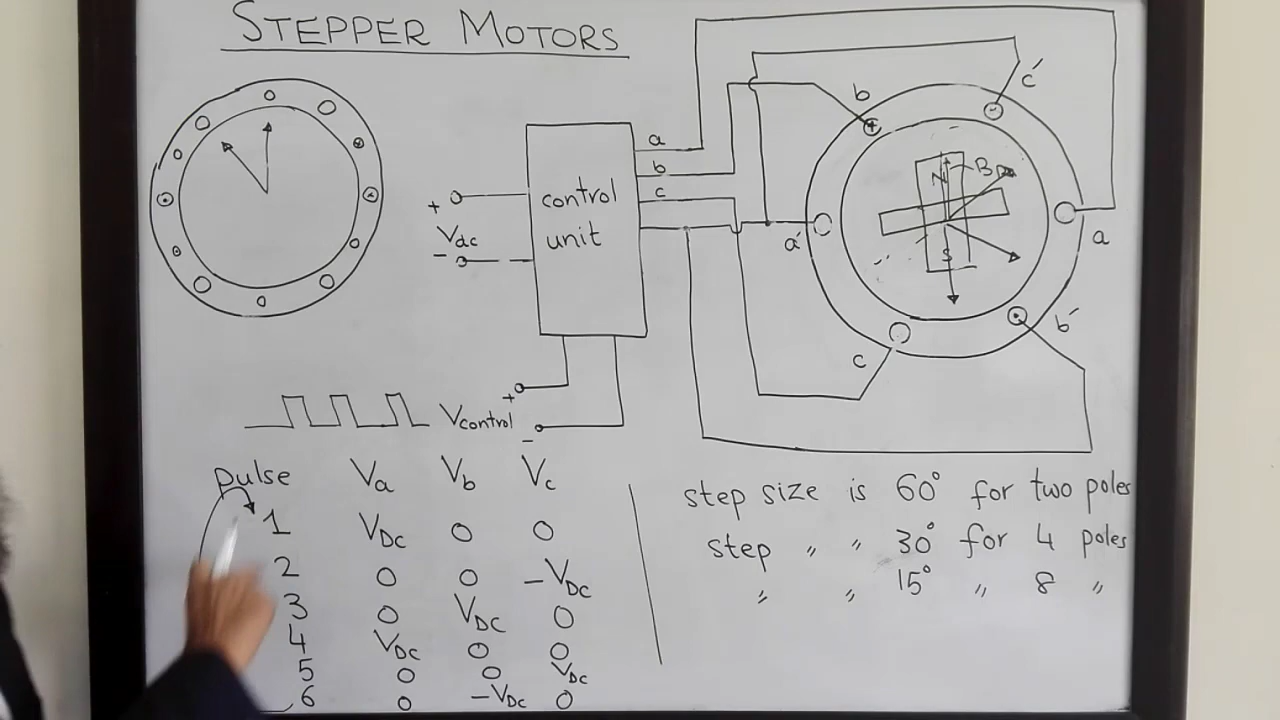 STEPPER MOTORS
b
c′
a
b
c
+
Vdc
-
control
unit
N
B
S
a′
a
b′
c
+
Vcontrol
-
pulse Va Vb Vc
1 VDC 0 0
2 0 0 -VDC
3 0 VDC 0
4 VDC 0 0
5 0 0 VDC
6 0 -VDC 0
step size is 60° for two poles
step " " 30° for 4 poles
" " 15° " 8 "